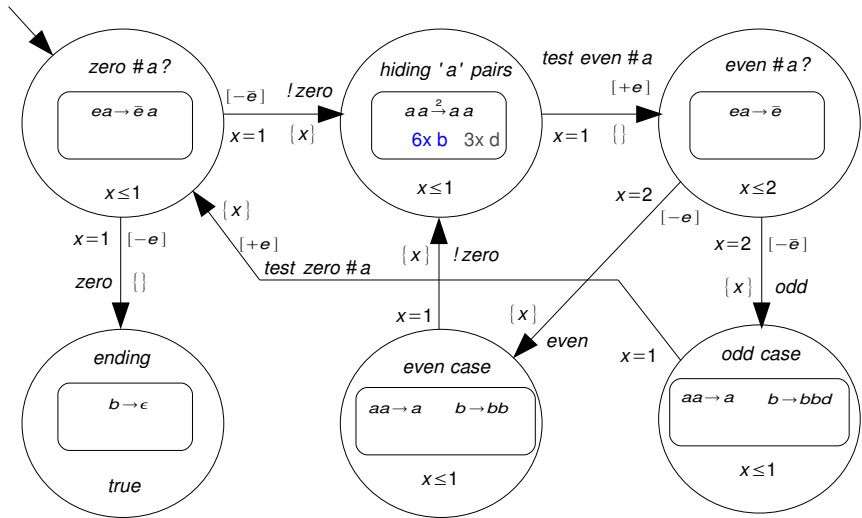 zero # a ?
ea → ē a
x ≤ 1
[−ē] ! zero
x = 1 {x}
hiding 'a' pairs
a a →² a a
6x b 3x d
x ≤ 1
test even # a
[+e]
x = 1 {}
even # a?
ea → ē
x ≤ 2
x = 1 [−e]
zero {}
{x}
[+e]
test zero # a
{x} ! zero
x = 1
x = 2
[−e]
{x}
even
x = 2 [−ē]
{x} odd
x = 1
ending
b → ϵ
true
even case
aa → a b → bb
x ≤ 1
odd case
aa → a b → bbd
x ≤ 1